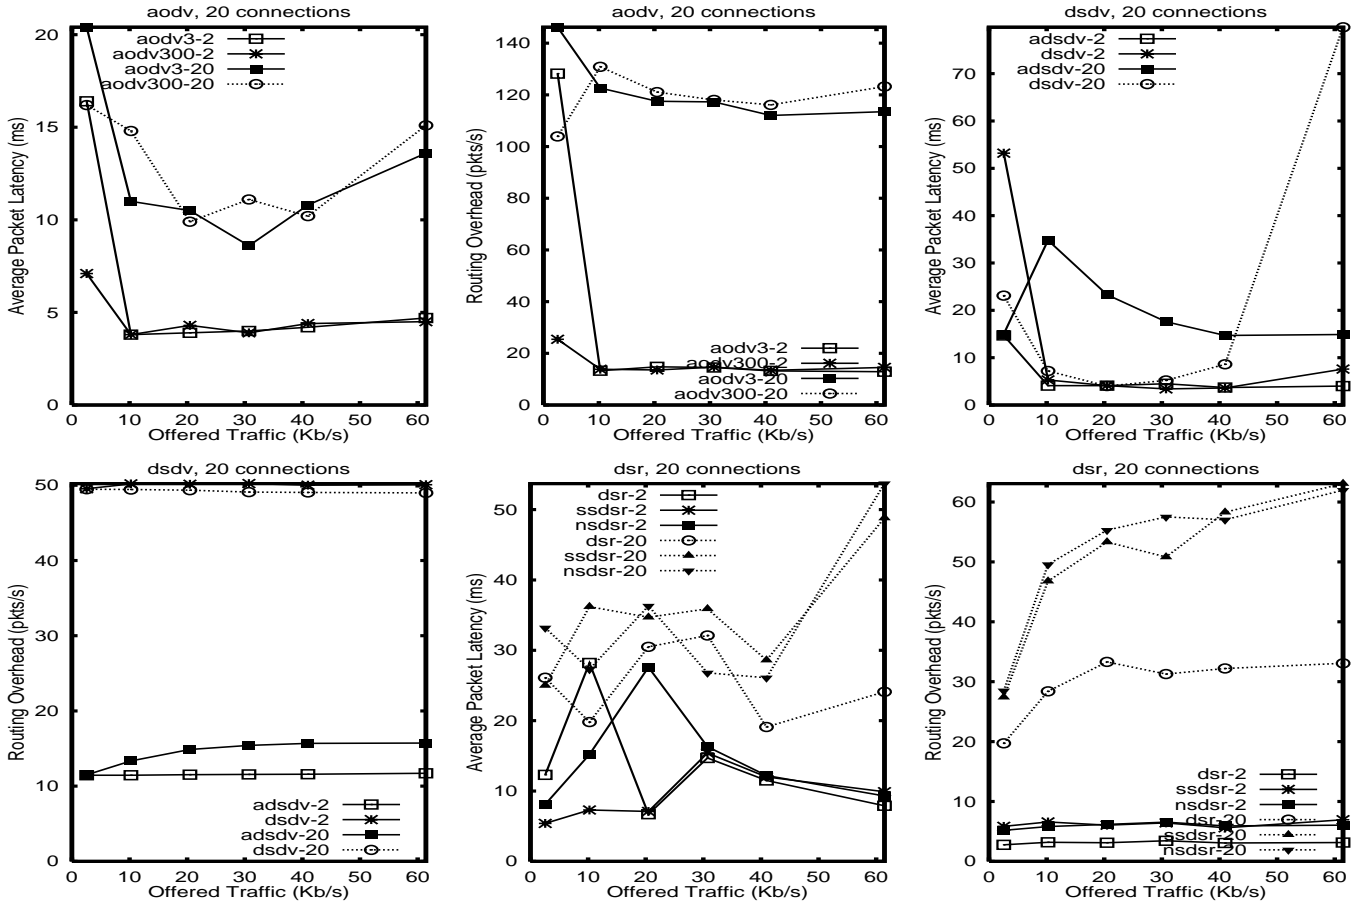 aodv, 20 connections
Average Packet Latency (ms)
20
15
10
5
0
aodv3-2
aodv300-2
aodv3-20
aodv300-20
0 10 20 30 40 50 60
Offered Traffic (Kb/s)
aodv, 20 connections
Routing Overhead (pkts/s)
140
120
100
80
60
40
20
0
aodv3-2
aodv300-2
aodv3-20
aodv300-20
0 10 20 30 40 50 60
Offered Traffic (Kb/s)
dsdv, 20 connections
Average Packet Latency (ms)
70
60
50
40
30
20
10
0
adsdv-2
dsdv-2
adsdv-20
dsdv-20
0 10 20 30 40 50 60
Offered Traffic (Kb/s)
dsdv, 20 connections
Routing Overhead (pkts/s)
50
40
30
20
10
0
adsdv-2
dsdv-2
adsdv-20
dsdv-20
0 10 20 30 40 50 60
Offered Traffic (Kb/s)
dsr, 20 connections
Average Packet Latency (ms)
50
40
30
20
10
0
dsr-2
ssdsr-2
nsdsr-2
dsr-20
ssdsr-20
nsdsr-20
0 10 20 30 40 50 60
Offered Traffic (Kb/s)
dsr, 20 connections
Routing Overhead (pkts/s)
60
50
40
30
20
10
0
dsr-2
ssdsr-2
nsdsr-2
dsr-20
ssdsr-20
nsdsr-20
0 10 20 30 40 50 60
Offered Traffic (Kb/s)